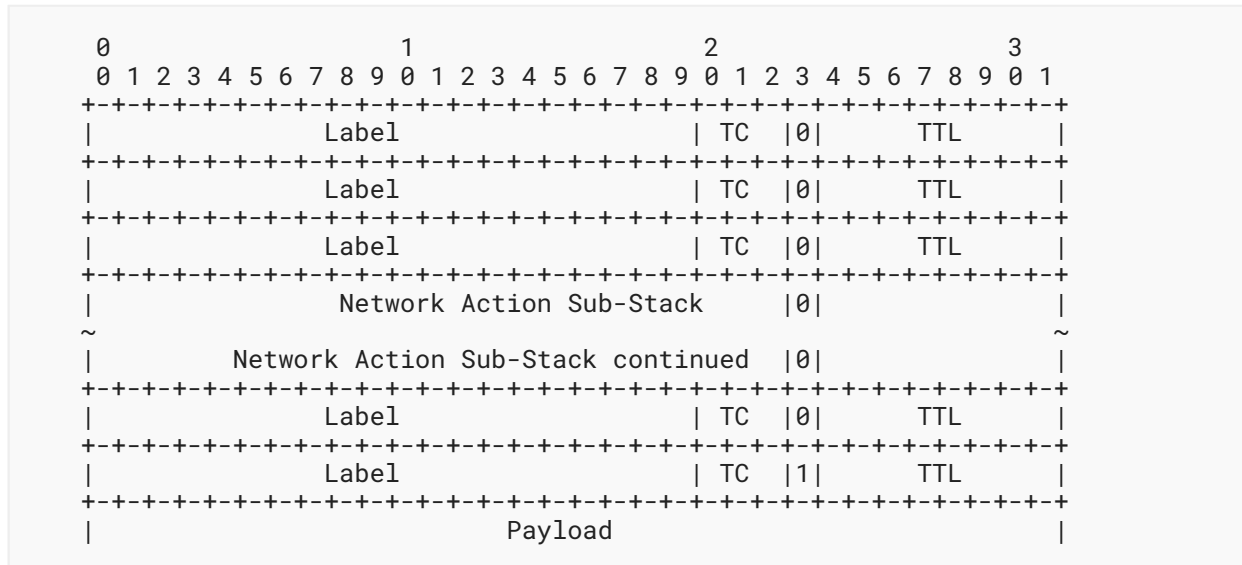 0                   1                   2                   3
 0 1 2 3 4 5 6 7 8 9 0 1 2 3 4 5 6 7 8 9 0 1 2 3 4 5 6 7 8 9 0 1
+-+-+-+-+-+-+-+-+-+-+-+-+-+-+-+-+-+-+-+-+-+-+-+-+-+-+-+-+-+-+-+-+
|               Label                   | TC  |0|      TTL      |
+-+-+-+-+-+-+-+-+-+-+-+-+-+-+-+-+-+-+-+-+-+-+-+-+-+-+-+-+-+-+-+-+
|               Label                   | TC  |0|      TTL      |
+-+-+-+-+-+-+-+-+-+-+-+-+-+-+-+-+-+-+-+-+-+-+-+-+-+-+-+-+-+-+-+-+
|               Label                   | TC  |0|      TTL      |
+-+-+-+-+-+-+-+-+-+-+-+-+-+-+-+-+-+-+-+-+-+-+-+-+-+-+-+-+-+-+-+-+
|                Network Action Sub-Stack     |0|               |
~                                                               ~
|         Network Action Sub-Stack continued  |0|               |
+-+-+-+-+-+-+-+-+-+-+-+-+-+-+-+-+-+-+-+-+-+-+-+-+-+-+-+-+-+-+-+-+
|               Label                   | TC  |0|      TTL      |
+-+-+-+-+-+-+-+-+-+-+-+-+-+-+-+-+-+-+-+-+-+-+-+-+-+-+-+-+-+-+-+-+
|               Label                   | TC  |1|      TTL      |
+-+-+-+-+-+-+-+-+-+-+-+-+-+-+-+-+-+-+-+-+-+-+-+-+-+-+-+-+-+-+-+-+
|                           Payload                             |